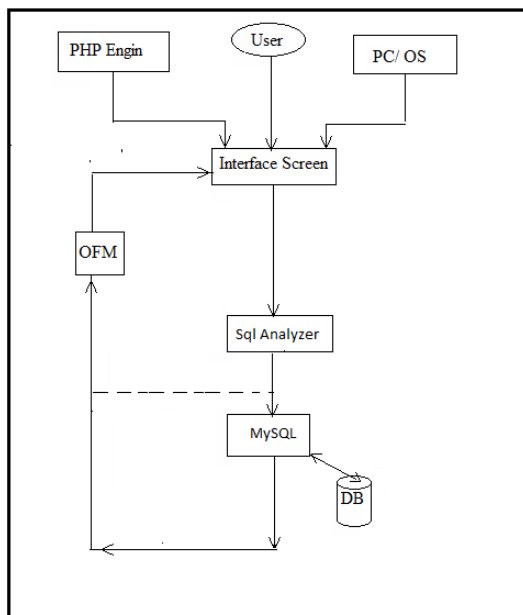 PHP Engin
User
PC/ OS
Interface Screen
OFM
Sql Analyzer
MySQL
DB